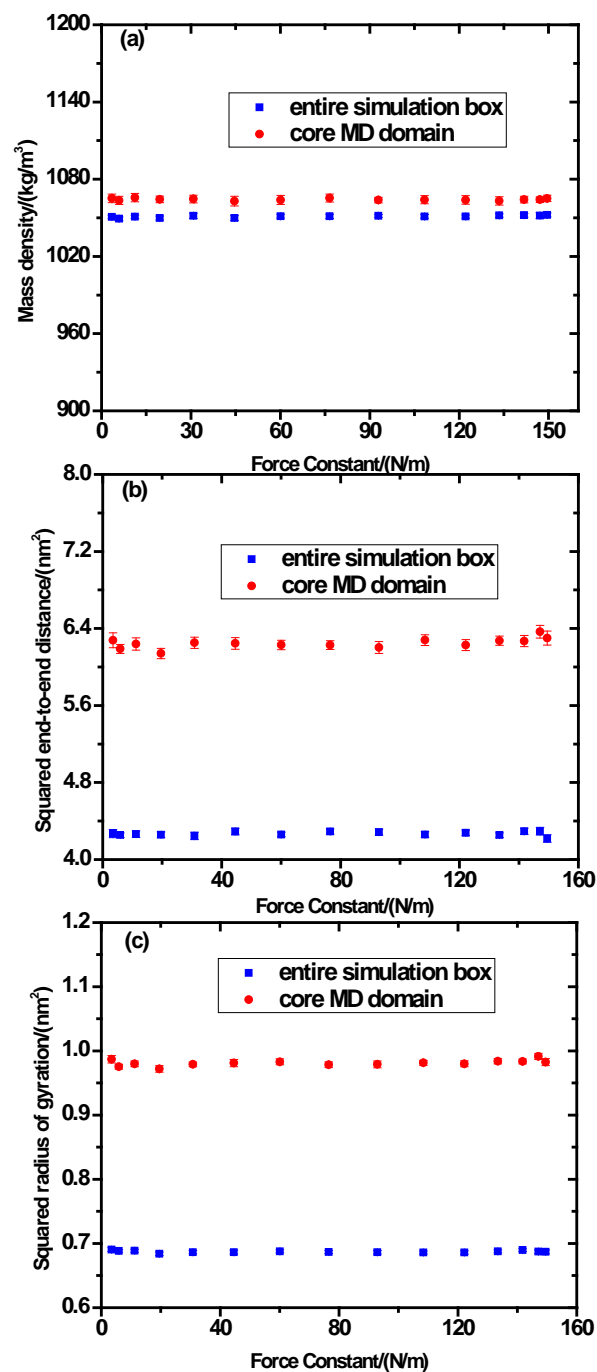 (a)
1200
1140
1080
1020
960
900
Mass density/(kg/m³)
entire simulation box
core MD domain
0 30 60 90 120 150
Force Constant/(N/m)
(b)
8.0
7.2
6.4
5.6
4.8
4.0
Squared end-to-end distance/(nm²)
entire simulation box
core MD domain
0 40 80 120 160
Force Constant/(N/m)
(c)
1.2
1.1
1.0
0.9
0.8
0.7
0.6
Squared radius of gyration/(nm²)
entire simulation box
core MD domain
0 40 80 120 160
Force Constant/(N/m)